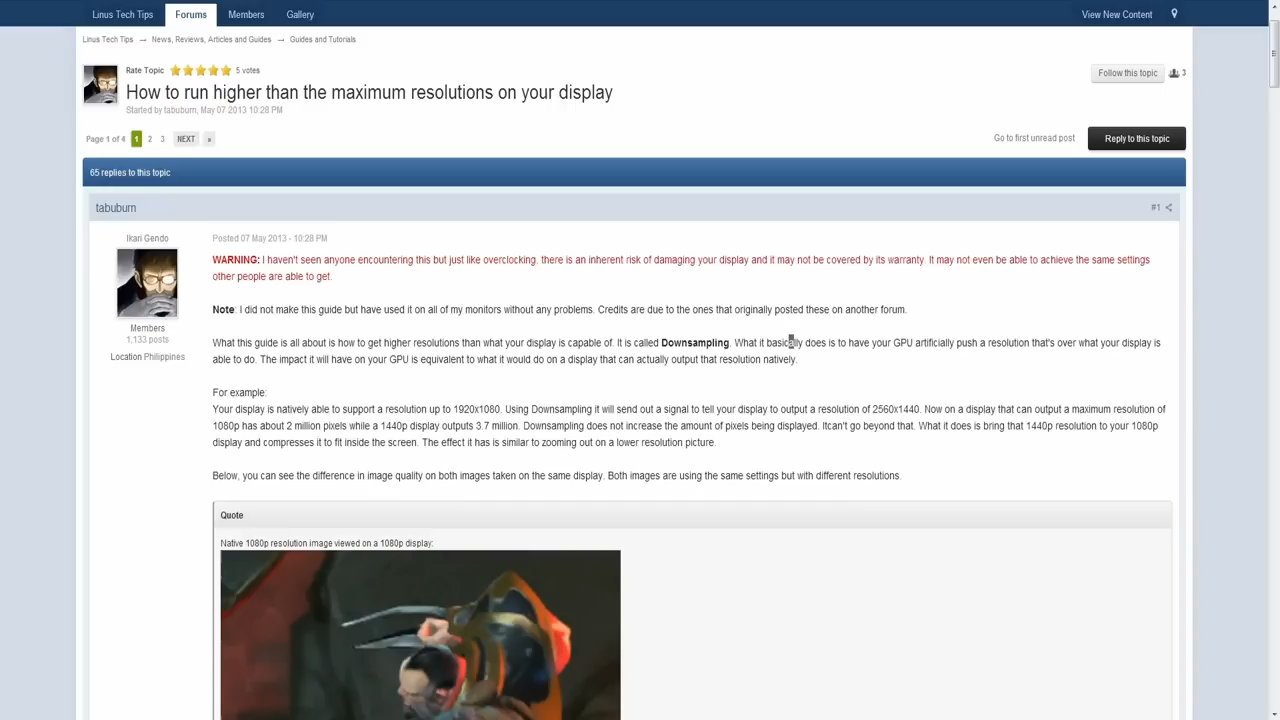 Linus Tech Tips Forums Members Gallery View New Content
Linus Tech Tips → News, Reviews, Articles and Guides → Guides and Tutorials
Rate Topic 5 votes
Follow this topic 3
How to run higher than the maximum resolutions on your display
Started by tabuburn, May 07 2013 10:28 PM
Page 1 of 4 1 2 3 NEXT » Go to first unread post Reply to this topic
65 replies to this topic
tabuburn #1
Ikari Gendo
Members
1,133 posts
Location Philippines
Posted 07 May 2013 - 10:28 PM
WARNING: I haven't seen anyone encountering this but just like overclocking, there is an inherent risk of damaging your display and it may not be covered by its warranty. It may not even be able to achieve the same settings
other people are able to get.
Note: I did not make this guide but have used it on all of my monitors without any problems. Credits are due to the ones that originally posted these on another forum.
What this guide is all about is how to get higher resolutions than what your display is capable of. It is called Downsampling. What it basically does is to have your GPU artificially push a resolution that's over what your display is
able to do. The impact it will have on your GPU is equivalent to what it would do on a display that can actually output that resolution natively.
For example:
Your display is natively able to support a resolution up to 1920x1080. Using Downsampling it will send out a signal to tell your display to output a resolution of 2560x1440. Now on a display that can output a maximum resolution of
1080p has about 2 million pixels while a 1440p display outputs 3.7 million. Downsampling does not increase the amount of pixels being displayed. Itcan't go beyond that. What it does is bring that 1440p resolution to your 1080p
display and compresses it to fit inside the screen. The effect it has is similar to zooming out on a lower resolution picture.
Below, you can see the difference in image quality on both images taken on the same display. Both images are using the same settings but with different resolutions.
Quote
Native 1080p resolution image viewed on a 1080p display: